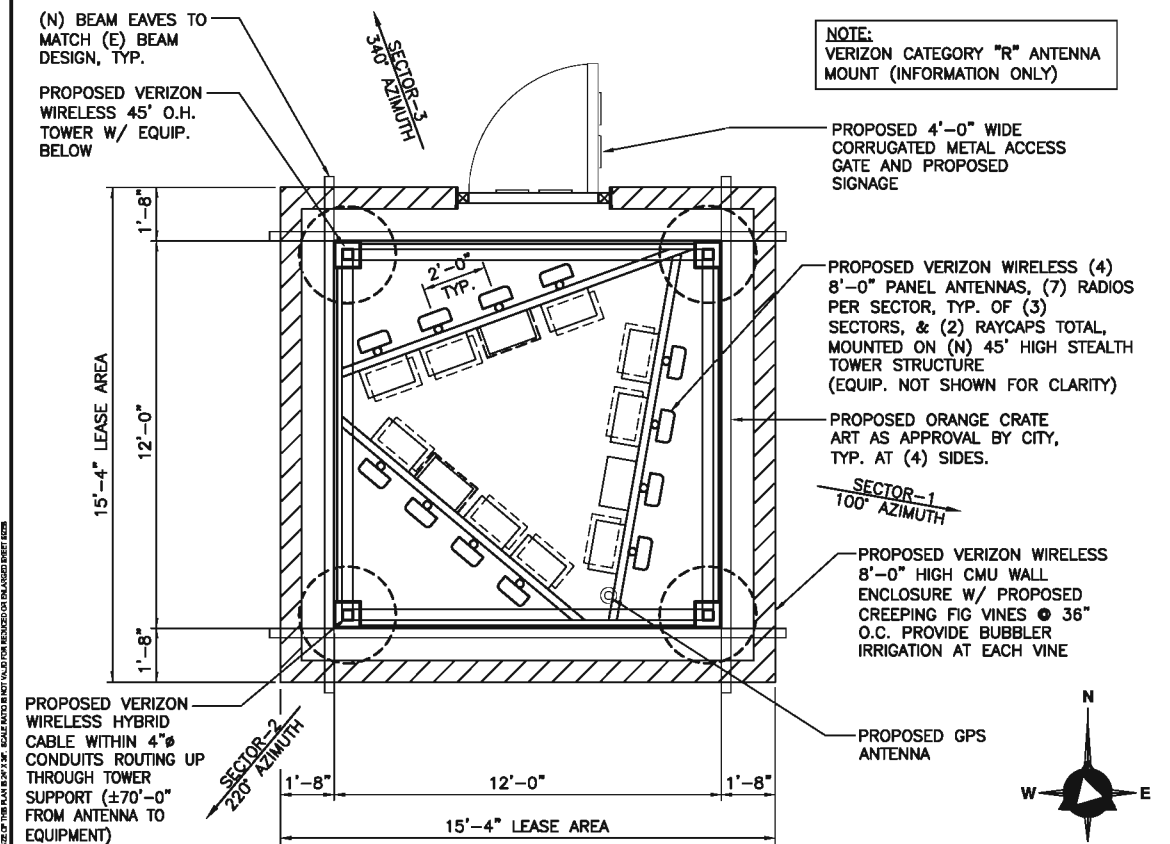 (N) BEAM EAVES TO
MATCH (E) BEAM
DESIGN, TYP.
PROPOSED VERIZON
WIRELESS 45' O.H.
TOWER W/ EQUIP.
BELOW
SECTOR-3
340° AZIMUTH
NOTE:
VERIZON CATEGORY "R" ANTENNA
MOUNT (INFORMATION ONLY)
PROPOSED 4'-0" WIDE
CORRUGATED METAL ACCESS
GATE AND PROPOSED
SIGNAGE
1'-8"
12'-0"
1'-8"
15'-4" LEASE AREA
2'-0"
TYP.
PROPOSED VERIZON WIRELESS (4)
8'-0" PANEL ANTENNAS, (7) RADIOS
PER SECTOR, TYP. OF (3)
SECTORS, & (2) RAYCAPS TOTAL,
MOUNTED ON (N) 45' HIGH STEALTH
TOWER STRUCTURE
(EQUIP. NOT SHOWN FOR CLARITY)
PROPOSED ORANGE CRATE
ART AS APPROVAL BY CITY,
TYP. AT (4) SIDES.
SECTOR-1
100° AZIMUTH
PROPOSED VERIZON WIRELESS
8'-0" HIGH CMU WALL
ENCLOSURE W/ PROPOSED
CREEPING FIG VINES @ 36"
O.C. PROVIDE BUBBLER
IRRIGATION AT EACH VINE
PROPOSED GPS
ANTENNA
PROPOSED VERIZON
WIRELESS HYBRID
CABLE WITHIN 4"ø
CONDUITS ROUTING UP
THROUGH TOWER
SUPPORT (±70'-0"
FROM ANTENNA TO
EQUIPMENT)
SECTOR-2
220° AZIMUTH
1'-8"
12'-0"
1'-8"
15'-4" LEASE AREA
N
W
E